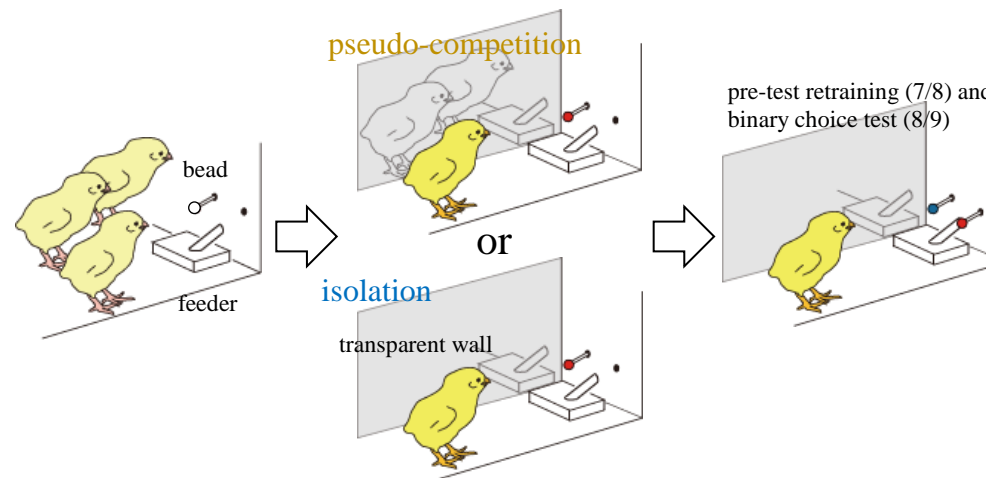 pseudo-competition
pre-test retraining (7/8) and
binary choice test (8/9)
bead
or
feeder
isolation
transparent wall